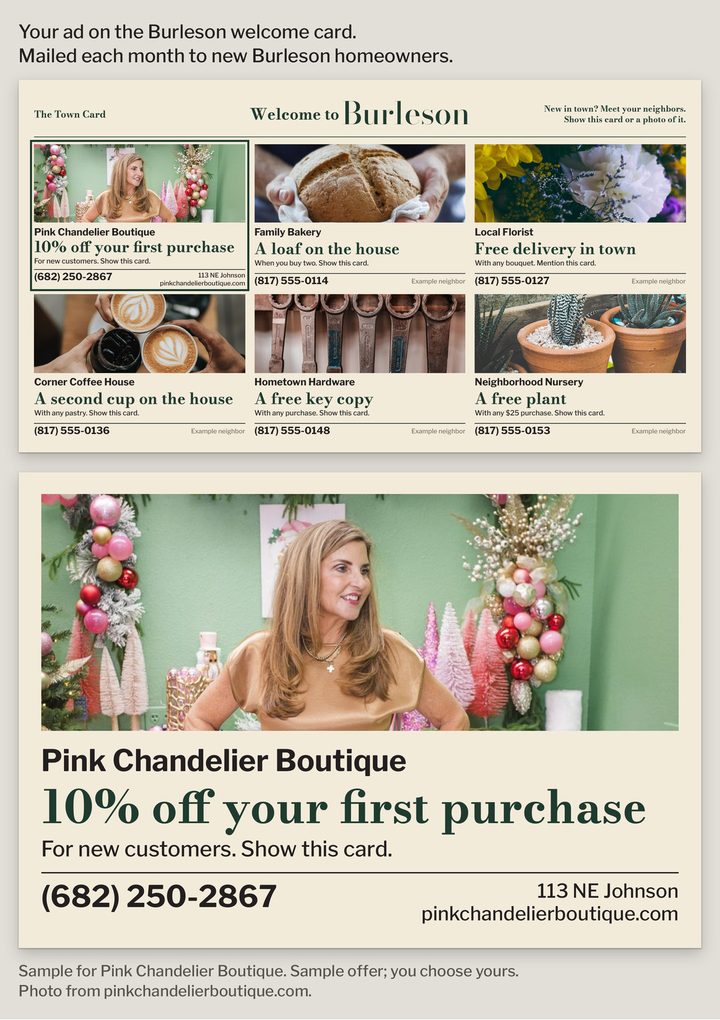 Your ad on the Burleson welcome card.
Mailed each month to new Burleson homeowners.
The Town Card
Welcome to Burleson
New in town? Meet your neighbors.
Show this card or a photo of it.
Pink Chandelier Boutique
10% off your first purchase
For new customers. Show this card.
(682) 250-2867
113 NE Johnson
pinkchandelierboutique.com
Family Bakery
A loaf on the house
When you buy two. Show this card.
(817) 555-0114
Example neighbor
Local Florist
Free delivery in town
With any bouquet. Mention this card.
(817) 555-0127
Example neighbor
Corner Coffee House
A second cup on the house
With any pastry. Show this card.
(817) 555-0136
Example neighbor
Hometown Hardware
A free key copy
With any purchase. Show this card.
(817) 555-0148
Example neighbor
Neighborhood Nursery
A free plant
With any $25 purchase. Show this card.
(817) 555-0153
Example neighbor
Pink Chandelier Boutique
10% off your first purchase
For new customers. Show this card.
(682) 250-2867
113 NE Johnson
pinkchandelierboutique.com
Sample for Pink Chandelier Boutique. Sample offer; you choose yours.
Photo from pinkchandelierboutique.com.